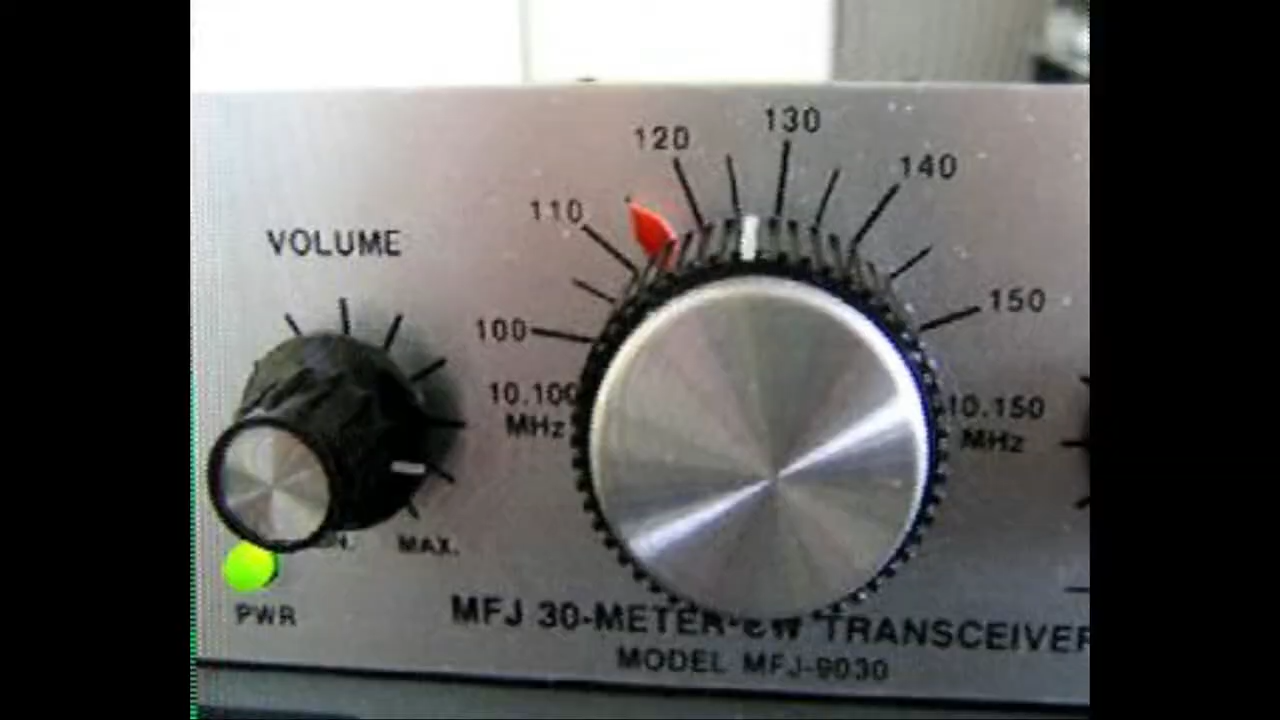 VOLUME
100
110
120
130
140
150
10.100
MHz
10.150
MHz
MAX.
PWR
MFJ 30-METER-CW TRANSCEIVER
MODEL MFJ-9030